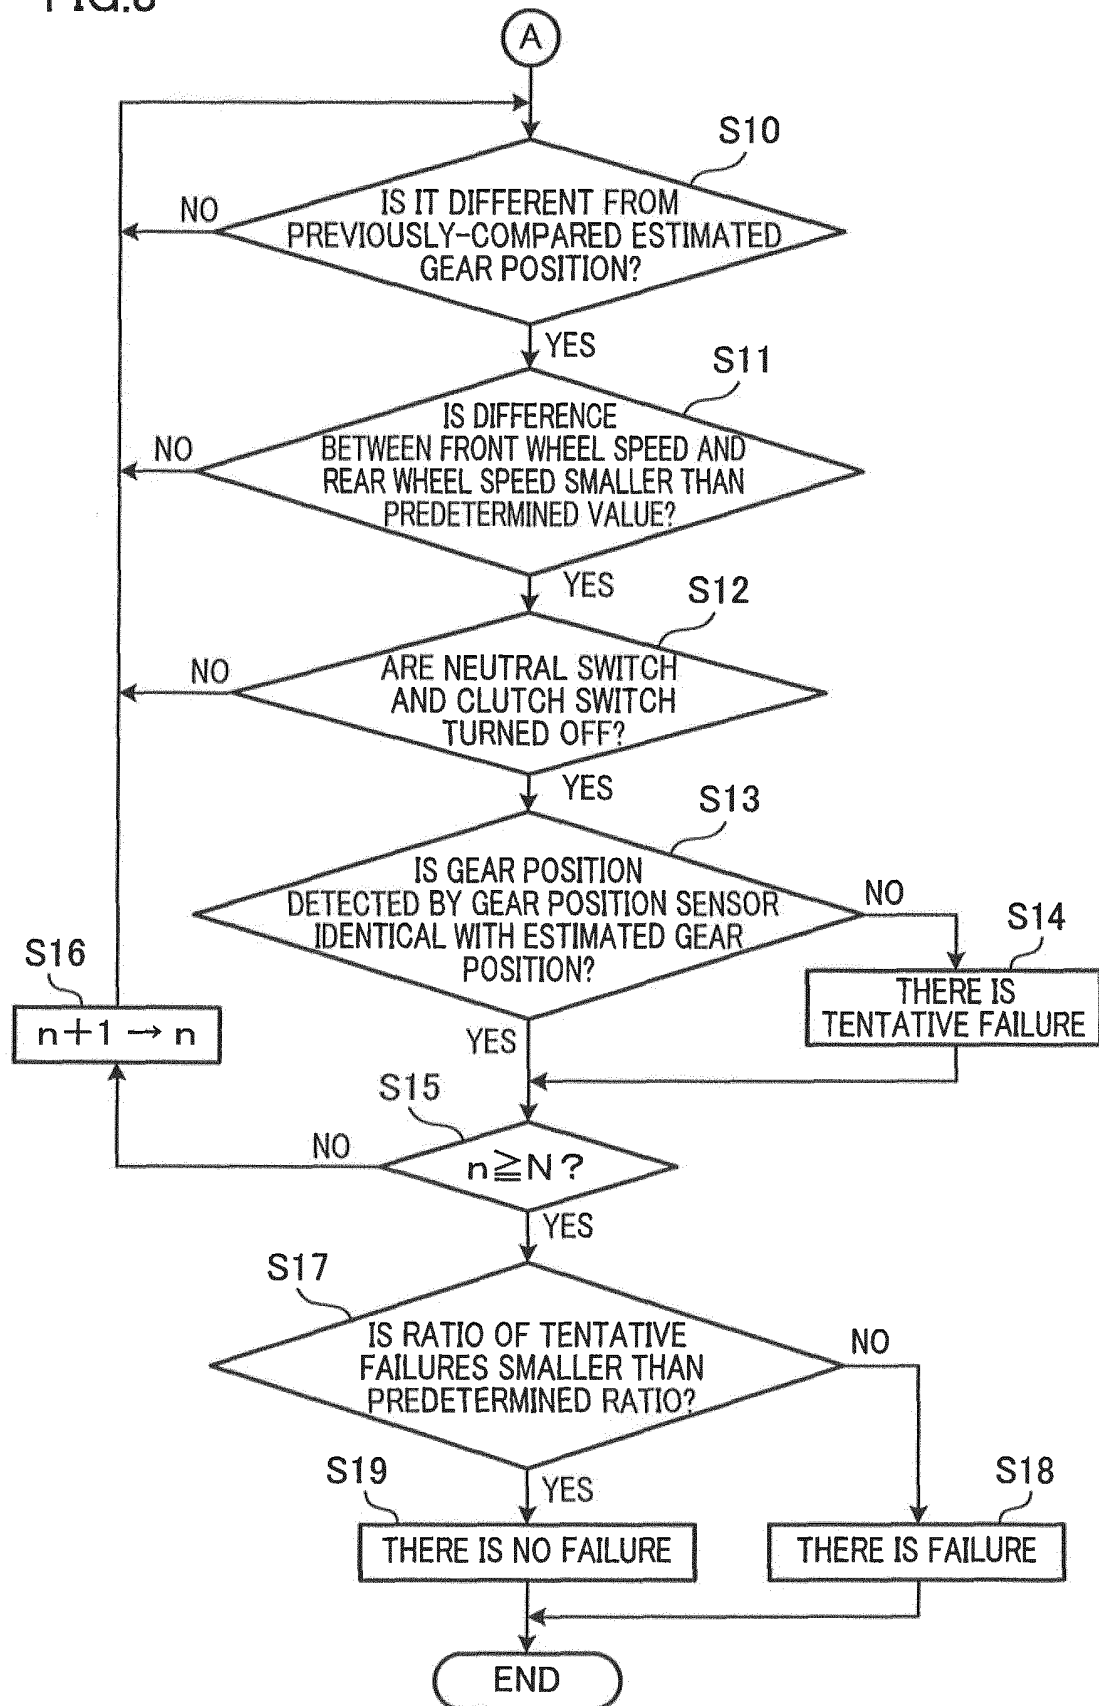 A
S10
IS IT DIFFERENT FROM
PREVIOUSLY-COMPARED ESTIMATED
GEAR POSITION?
NO
YES
S11
IS DIFFERENCE
BETWEEN FRONT WHEEL SPEED AND
REAR WHEEL SPEED SMALLER THAN
PREDETERMINED VALUE?
NO
YES
S12
ARE NEUTRAL SWITCH
AND CLUTCH SWITCH
TURNED OFF?
NO
YES
S13
IS GEAR POSITION
DETECTED BY GEAR POSITION SENSOR
IDENTICAL WITH ESTIMATED GEAR
POSITION?
NO
S14
THERE IS
TENTATIVE FAILURE
YES
S16
n+1→n
S15
n≧N?
NO
YES
S17
IS RATIO OF TENTATIVE
FAILURES SMALLER THAN
PREDETERMINED RATIO?
NO
YES
S19
THERE IS NO FAILURE
S18
THERE IS FAILURE
END